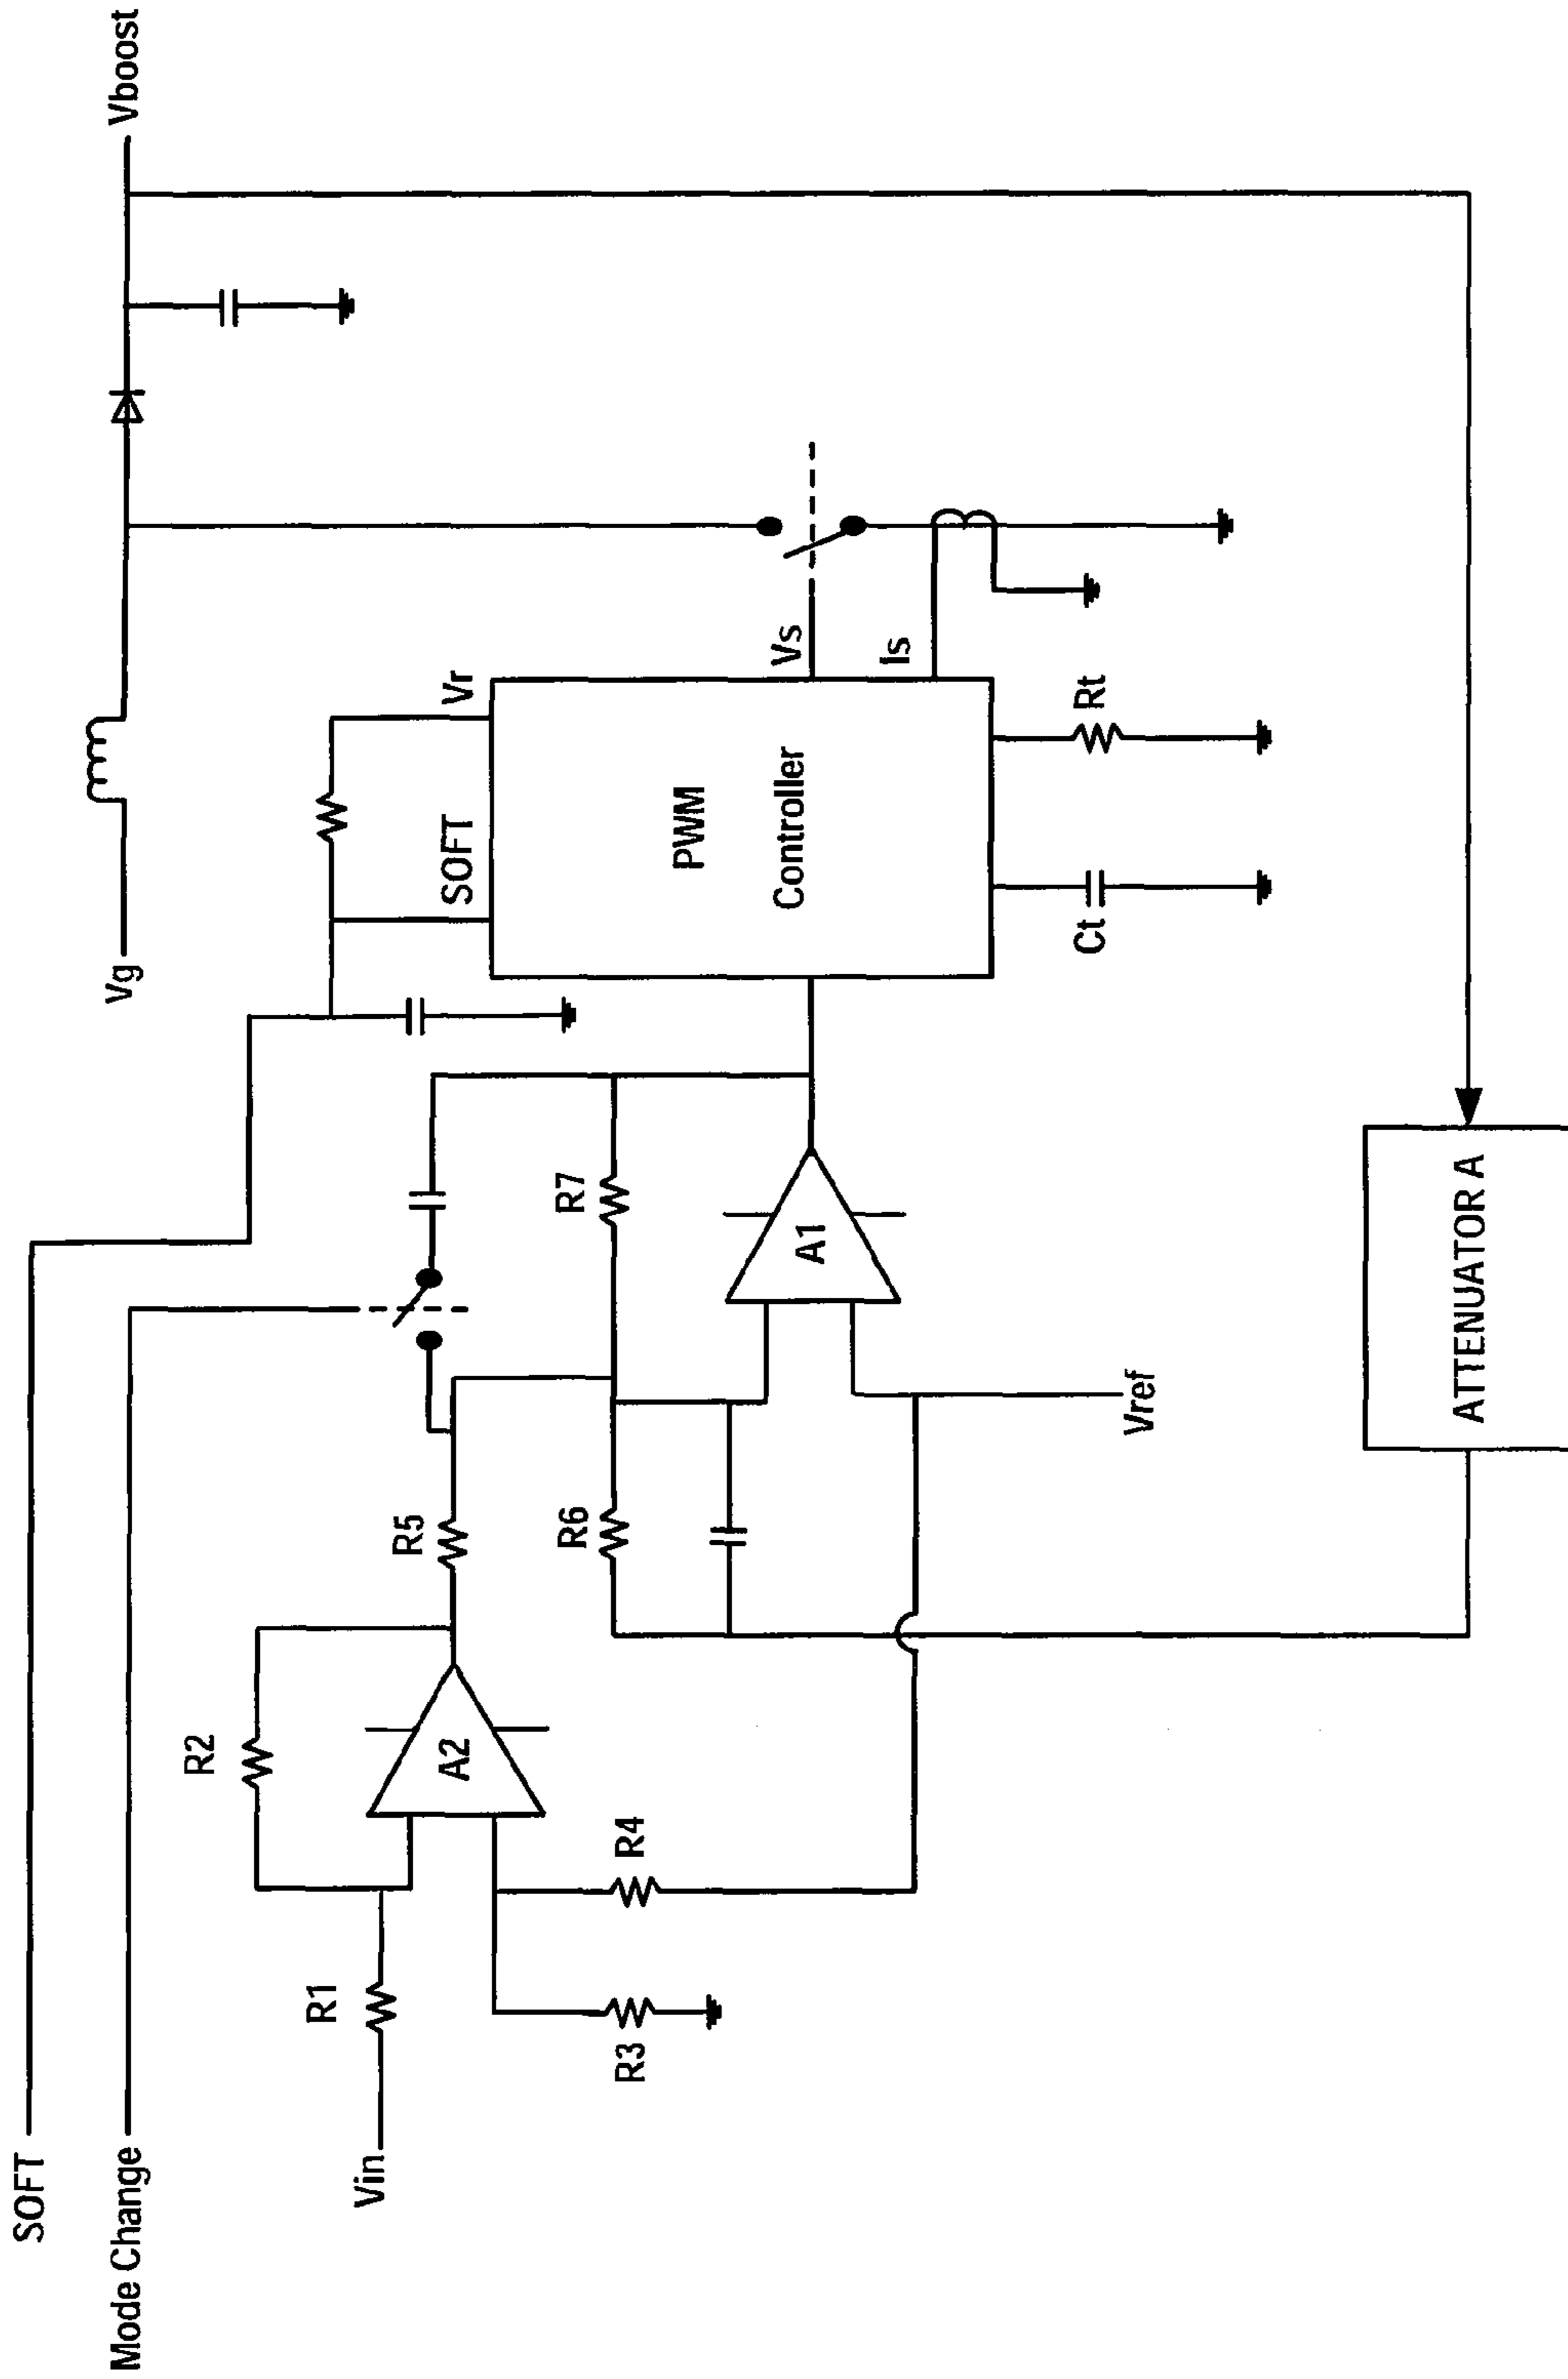 SOFT
Mode Change
Vin
R1
R2
A2
R3
R4
R5
R6
R7
A1
Vref
Vg
Vboost
SOFT
Vr
PWM
Controller
Vs
Is
Ct
Rt
ATTENUATOR A